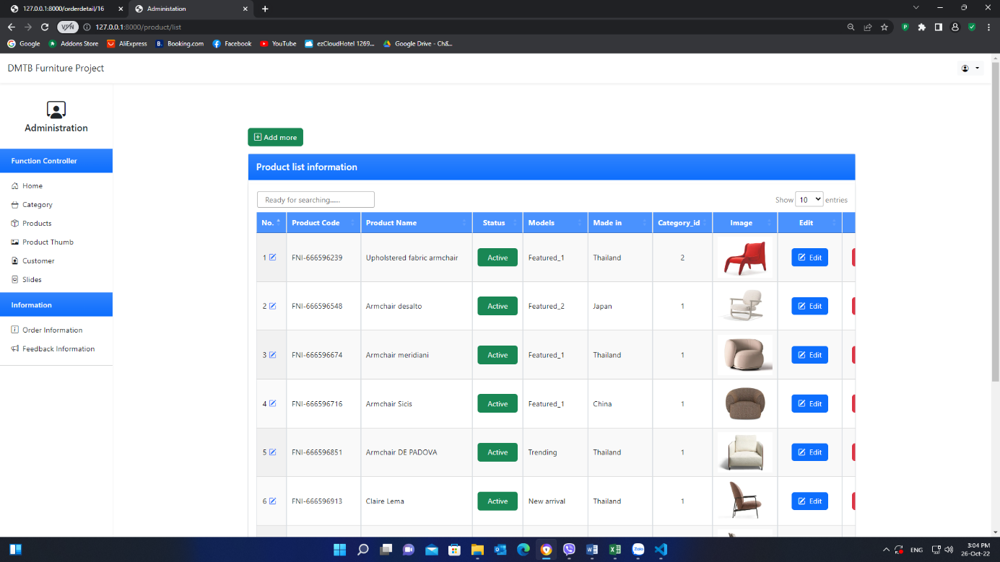 127.0.0.1:8000/orderdetail/16
Administation
VPN
127.0.0.1:8000/product/list
Google
Addons Store
AliExpress
B. Booking.com
Facebook
YouTube
ezCloudHotel 1269...
Google Drive - Chấ...
DMTB Furniture Project
Administration
Function Controller
Home
Category
Products
Product Thumb
Customer
Slides
Information
Order Information
Feedback Information
Add more
Product list information
Ready for searching......
Show 10 entries
No. Product Code Product Name Status Models Made in Category_id Image Edit
1 FNI-666596239 Upholstered fabric armchair Active Featured_1 Thailand 2 Edit
2 FNI-666596548 Armchair desalto Active Featured_2 Japan 1 Edit
3 FNI-666596674 Armchair meridiani Active Featured_1 Thailand 1 Edit
4 FNI-666596716 Armchair Sicis Active Featured_1 China 1 Edit
5 FNI-666596851 Armchair DE PADOVA Active Trending Thailand 1 Edit
6 FNI-666596913 Claire Lema Active New arrival Thailand 1 Edit
Zalo
ENG
3:04 PM
26-Oct-22